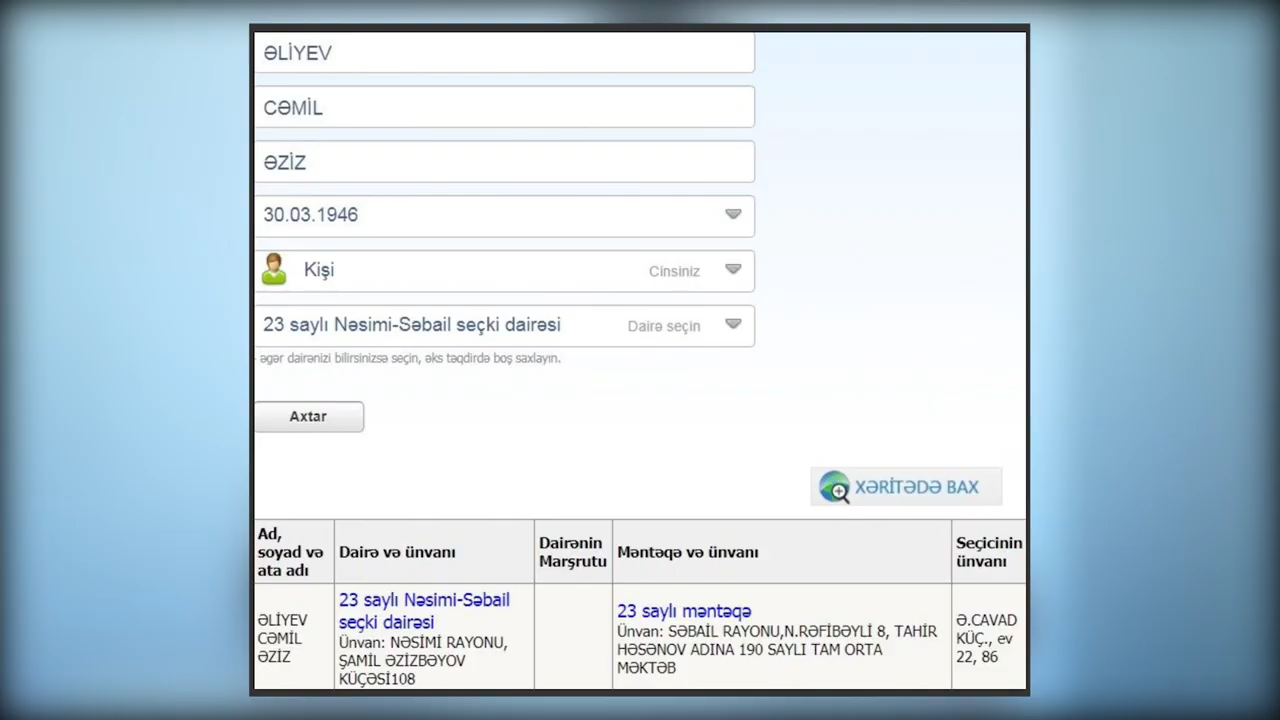 ƏLİYEV
CƏMİL
ƏZİZ
30.03.1946
Kişi Cinsiniz
23 saylı Nəsimi-Səbail seçki dairəsi Dairə seçin
- əgər dairənizi bilirsinizsə seçin, əks təqdirdə boş saxlayın.
Axtar
XƏRİTƏDƏ BAX
Ad,
soyad və
ata adı
Dairə və ünvanı
Dairənin
Marşrutu
Məntəqə və ünvanı
Seçicinin
ünvanı
ƏLİYEV
CƏMİL
ƏZİZ
23 saylı Nəsimi-Səbail
seçki dairəsi
Ünvan: NƏSİMİ RAYONU,
ŞAMİL ƏZİZBƏYOV
KÜÇƏSİ108
23 saylı məntəqə
Ünvan: SƏBAİL RAYONU,N.RƏFİBƏYLİ 8, TAHİR
HƏSƏNOV ADINA 190 SAYLI TAM ORTA
MƏKTƏB
Ə.CAVAD
KÜÇ., ev
22, 86